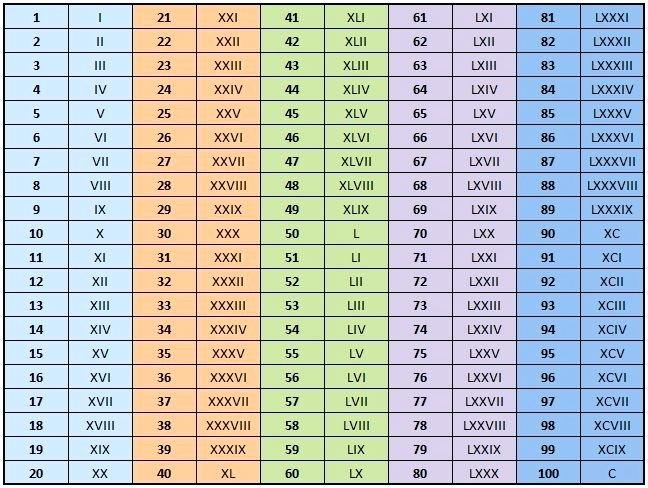 1 I 21 XXI 41 XLI 61 LXI 81 LXXXI
2 II 22 XXII 42 XLII 62 LXII 82 LXXXII
3 III 23 XXIII 43 XLIII 63 LXIII 83 LXXXIII
4 IV 24 XXIV 44 XLIV 64 LXIV 84 LXXXIV
5 V 25 XXV 45 XLV 65 LXV 85 LXXXV
6 VI 26 XXVI 46 XLVI 66 LXVI 86 LXXXVI
7 VII 27 XXVII 47 XLVII 67 LXVII 87 LXXXVII
8 VIII 28 XXVIII 48 XLVIII 68 LXVIII 88 LXXXVIII
9 IX 29 XXIX 49 XLIX 69 LXIX 89 LXXXIX
10 X 30 XXX 50 L 70 LXX 90 XC
11 XI 31 XXXI 51 LI 71 LXXI 91 XCI
12 XII 32 XXXII 52 LII 72 LXXII 92 XCII
13 XIII 33 XXXIII 53 LIII 73 LXXIII 93 XCIII
14 XIV 34 XXXIV 54 LIV 74 LXXIV 94 XCIV
15 XV 35 XXXV 55 LV 75 LXXV 95 XCV
16 XVI 36 XXXVI 56 LVI 76 LXXVI 96 XCVI
17 XVII 37 XXXVII 57 LVII 77 LXXVII 97 XCVII
18 XVIII 38 XXXVIII 58 LVIII 78 LXXVIII 98 XCVIII
19 XIX 39 XXXIX 59 LIX 79 LXXIX 99 XCIX
20 XX 40 XL 60 LX 80 LXXX 100 C